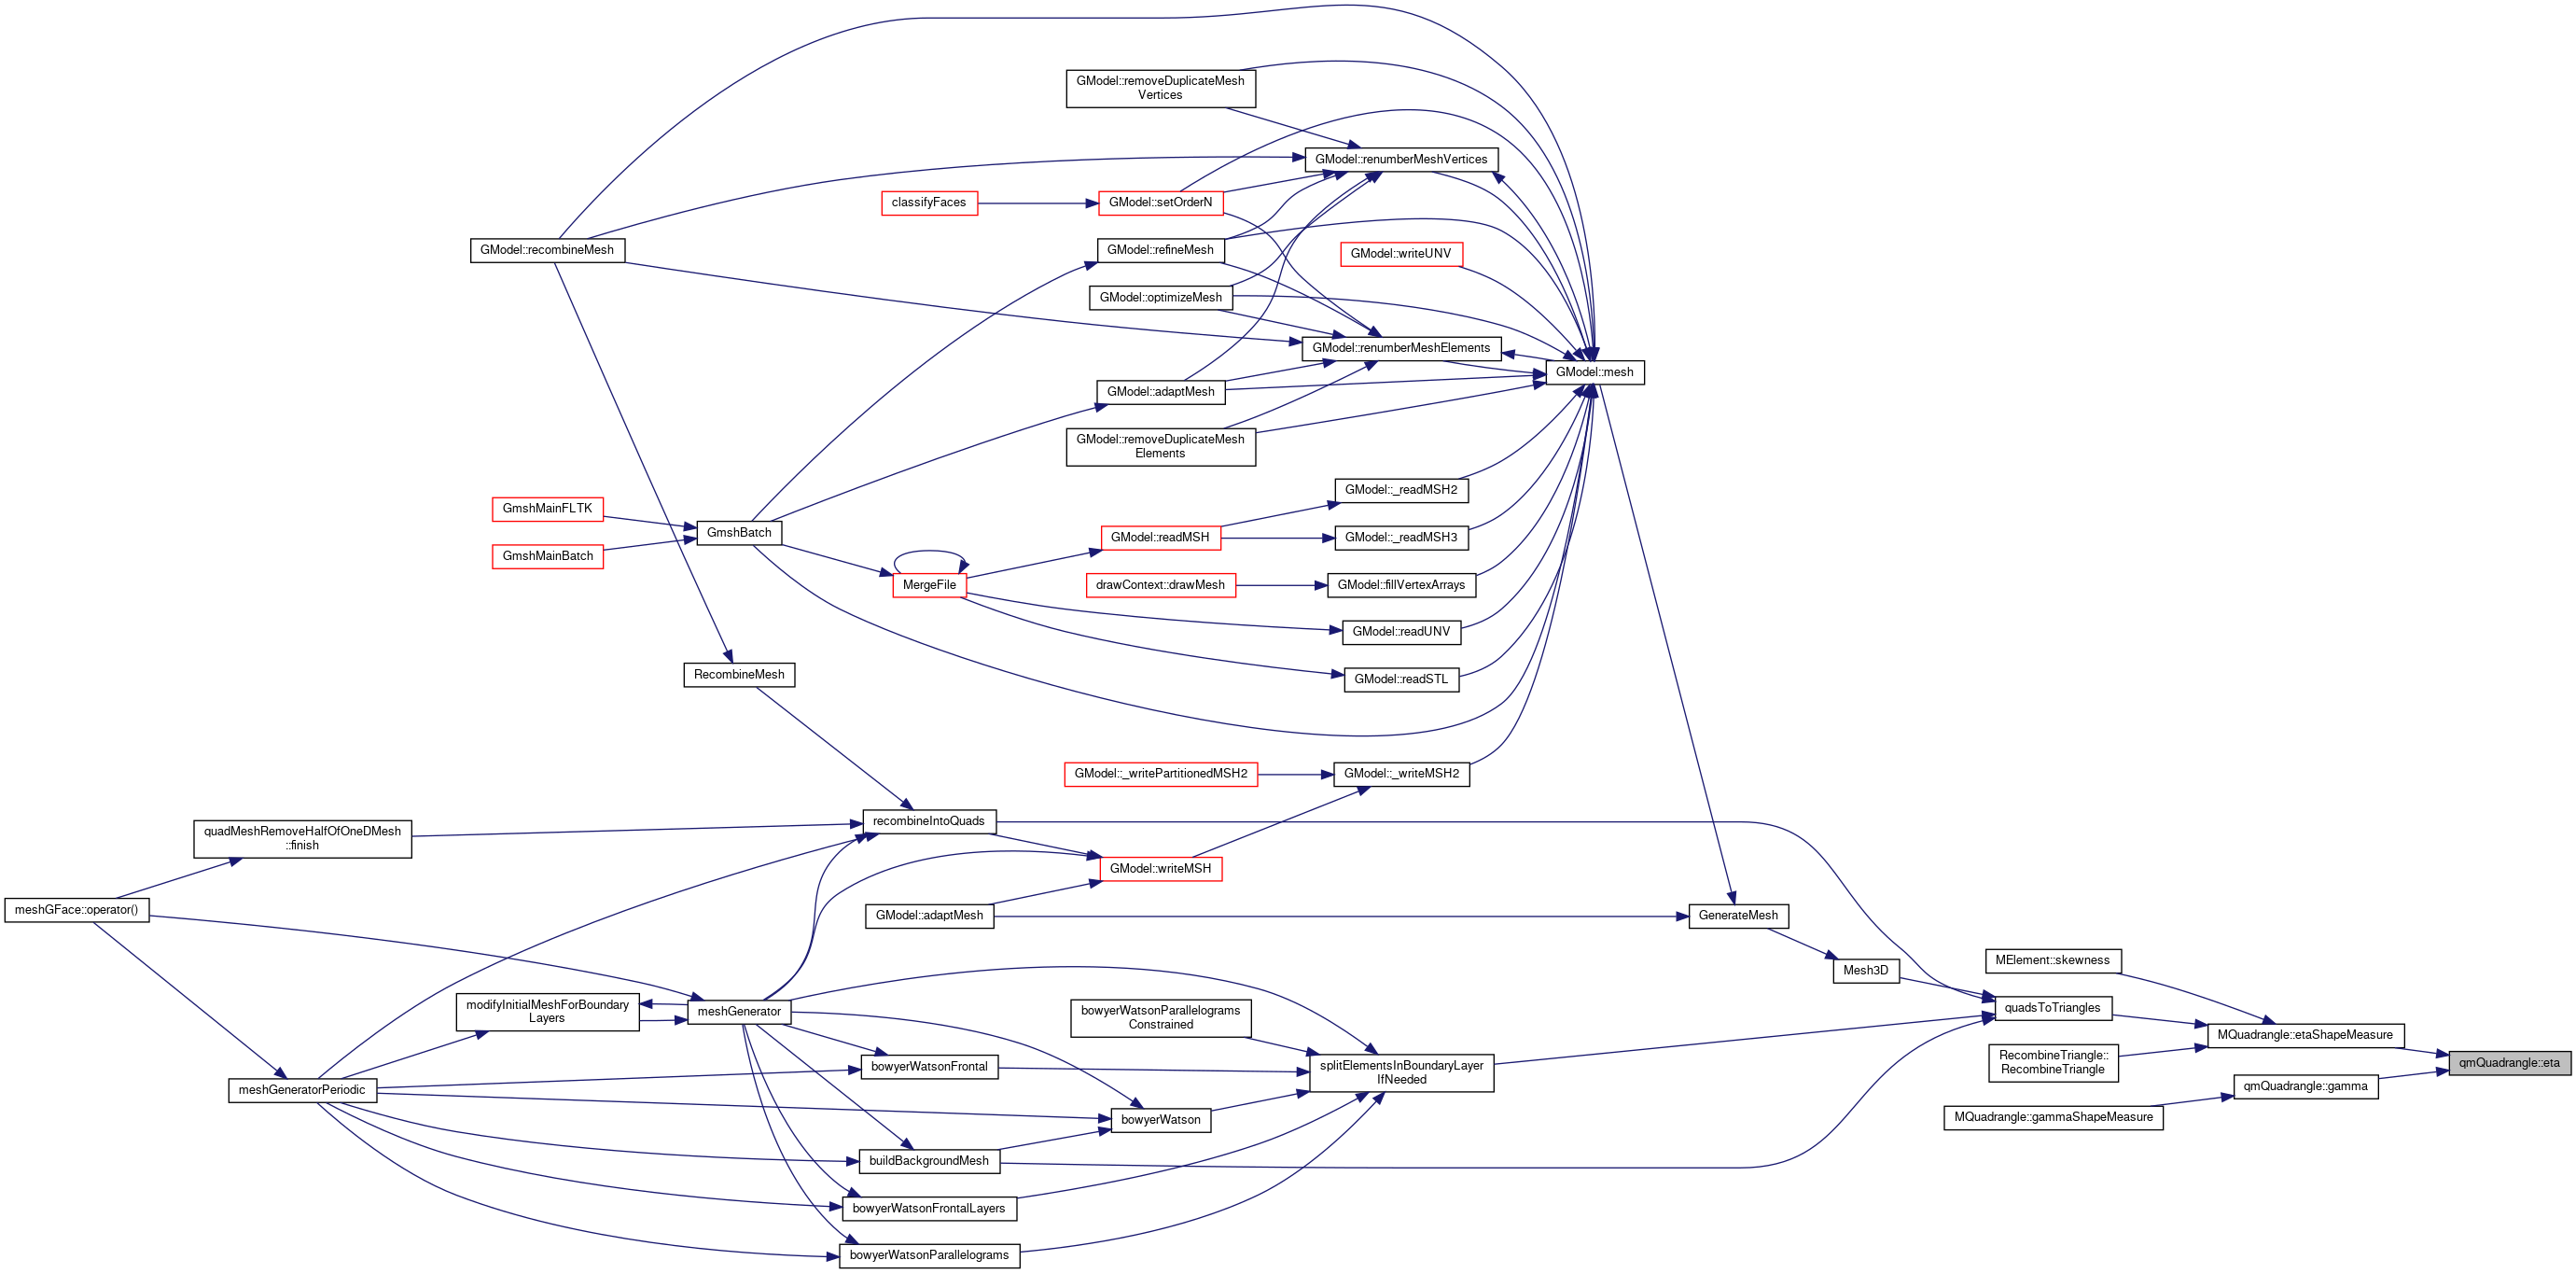 GModel::removeDuplicateMesh
Vertices
GModel::renumberMeshVertices
classifyFaces
GModel::setOrderN
GModel::recombineMesh
GModel::refineMesh
GModel::writeUNV
GModel::optimizeMesh
GModel::renumberMeshElements
GModel::mesh
GModel::adaptMesh
GModel::removeDuplicateMesh
Elements
GModel::_readMSH2
GmshMainFLTK
GmshBatch
GModel::readMSH
GModel::_readMSH3
GmshMainBatch
MergeFile
drawContext::drawMesh
GModel::fillVertexArrays
GModel::readUNV
RecombineMesh
GModel::readSTL
GModel::_writePartitionedMSH2
GModel::_writeMSH2
recombineIntoQuads
quadMeshRemoveHalfOfOneDMesh
::finish
GModel::writeMSH
meshGFace::operator()
GModel::adaptMesh
GenerateMesh
MElement::skewness
Mesh3D
modifyInitialMeshForBoundary
Layers
meshGenerator
bowyerWatsonParallelograms
Constrained
quadsToTriangles
MQuadrangle::etaShapeMeasure
RecombineTriangle::
RecombineTriangle
qmQuadrangle::eta
bowyerWatsonFrontal
splitElementsInBoundaryLayer
IfNeeded
meshGeneratorPeriodic
qmQuadrangle::gamma
bowyerWatson
MQuadrangle::gammaShapeMeasure
buildBackgroundMesh
bowyerWatsonFrontalLayers
bowyerWatsonParallelograms